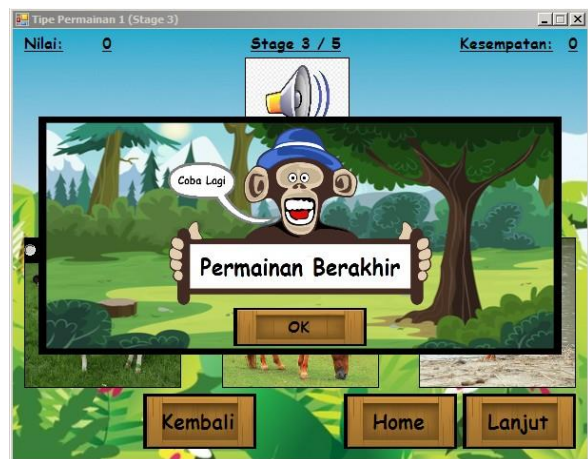 Tipe Permainan 1 (Stage 3)
Nilai: 0 Stage 3 / 5 Kesempatan: 0
Coba Lagi
Permainan Berakhir
OK
Kembali Home Lanjut